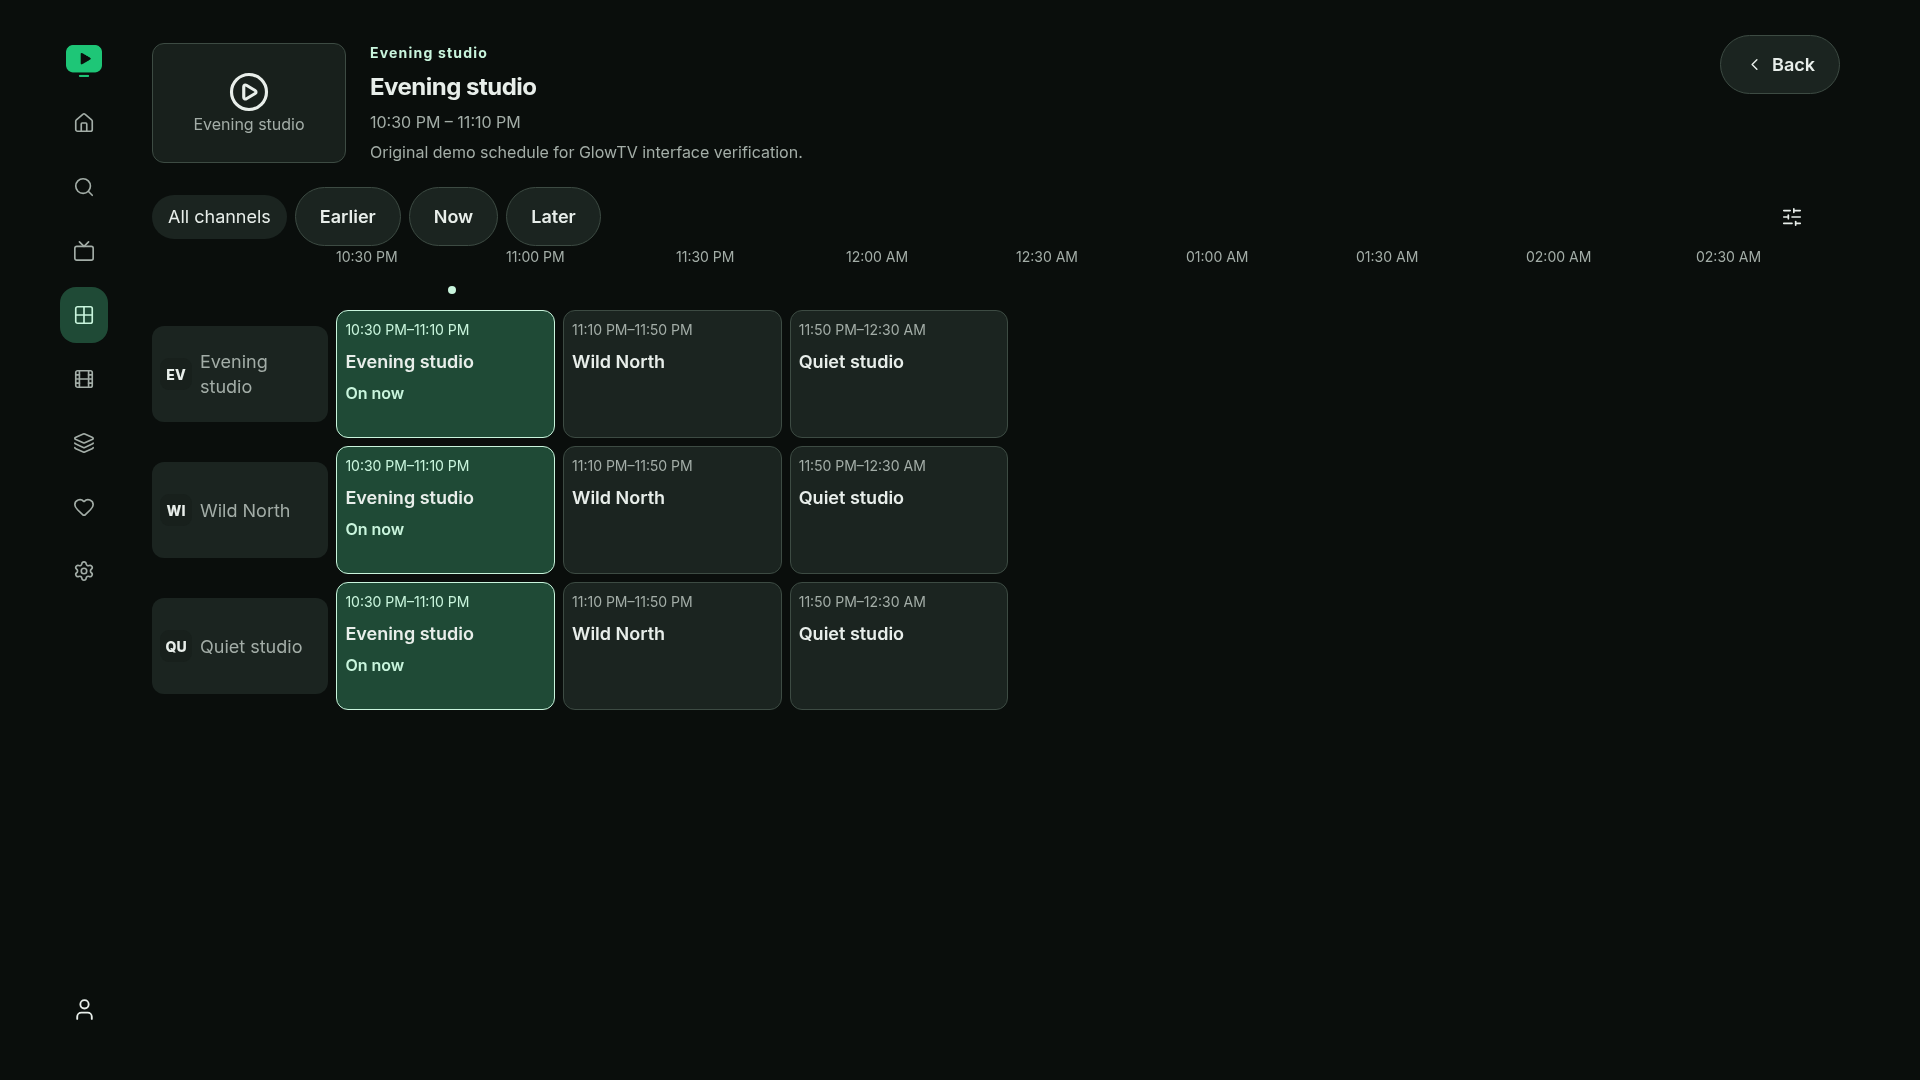 Evening studio
Evening studio
Evening studio
10:30 PM – 11:10 PM
Original demo schedule for GlowTV interface verification.
Back
All channels
Earlier
Now
Later
10:30 PM
11:00 PM
11:30 PM
12:00 AM
12:30 AM
01:00 AM
01:30 AM
02:00 AM
02:30 AM
EV
Evening
studio
10:30 PM–11:10 PM
Evening studio
On now
11:10 PM–11:50 PM
Wild North
11:50 PM–12:30 AM
Quiet studio
WI
Wild North
10:30 PM–11:10 PM
Evening studio
On now
11:10 PM–11:50 PM
Wild North
11:50 PM–12:30 AM
Quiet studio
QU
Quiet studio
10:30 PM–11:10 PM
Evening studio
On now
11:10 PM–11:50 PM
Wild North
11:50 PM–12:30 AM
Quiet studio